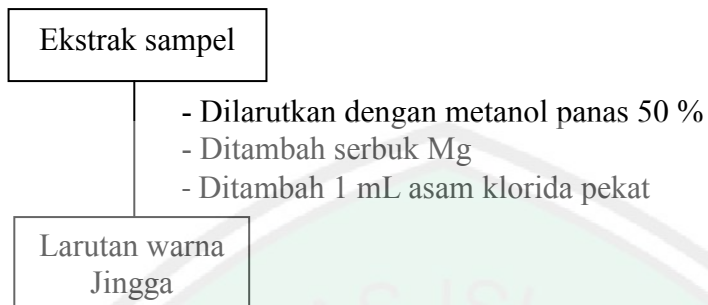 Ekstrak sampel
- Dilarutkan dengan metanol panas 50 %
- Ditambah serbuk Mg
- Ditambah 1 mL asam klorida pekat
Larutan warna
Jingga